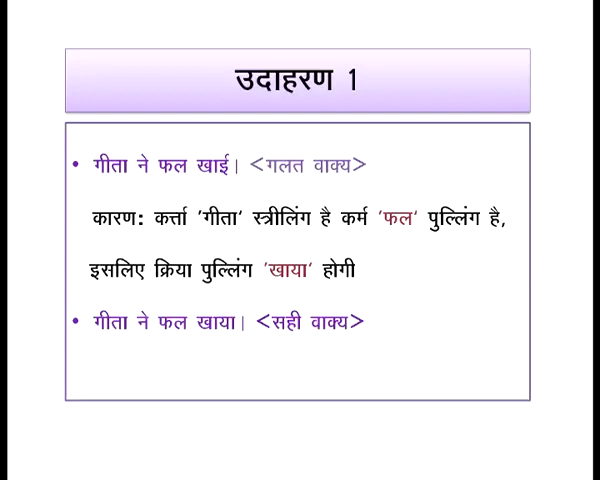 उदाहरण 1
• गीता ने फल खाई। <गलत वाक्य>
कारण: कर्त्ता 'गीता' स्त्रीलिंग है कर्म 'फल' पुल्लिंग है,
इसलिए क्रिया पुल्लिंग 'खाया' होगी
• गीता ने फल खाया। <सही वाक्य>